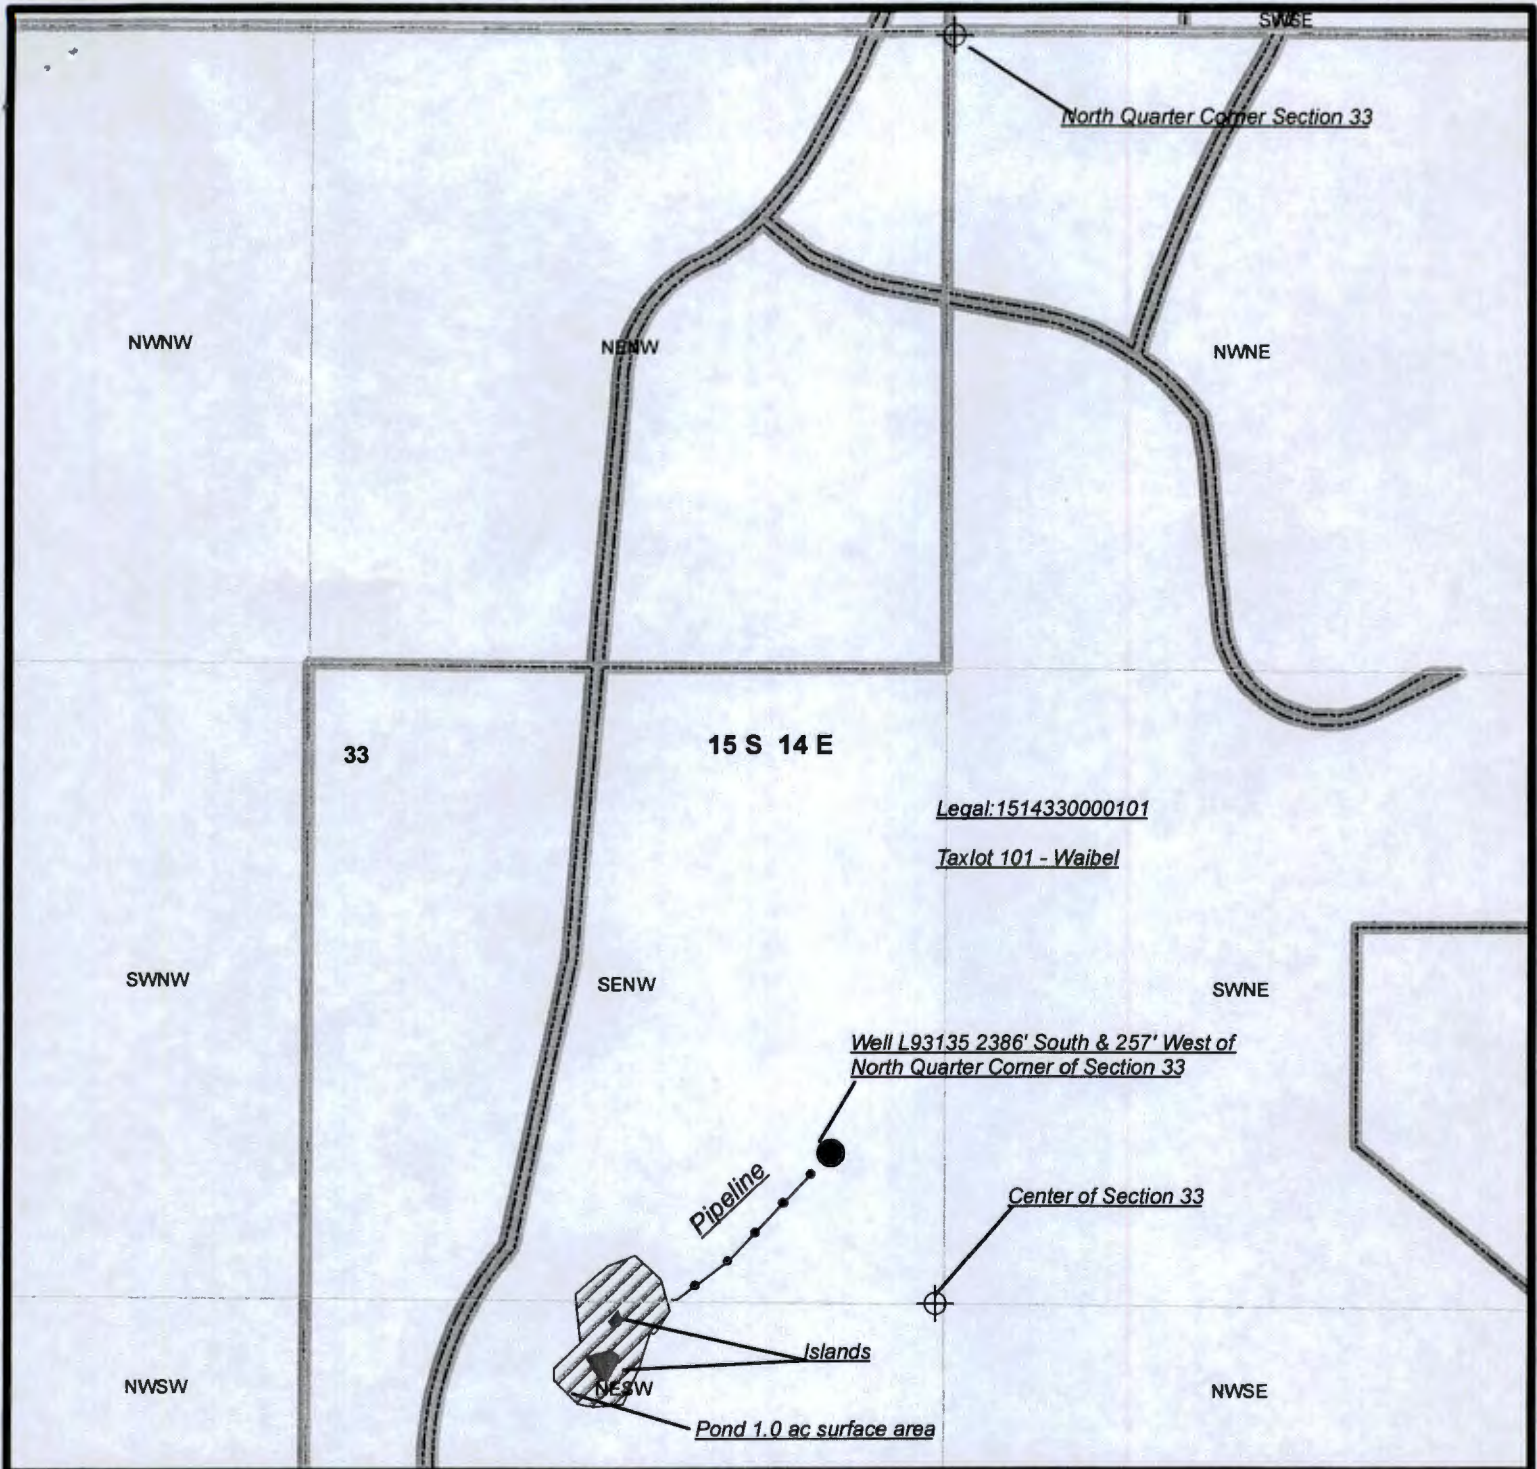 SWSE
North Quarter Corner Section 33
NWNW
NENW
NWNE
33
15 S 14 E
Legal:1514330000101
Taxlot 101 - Waibel
SWNW
SENW
SWNE
Well L93135 2386' South & 257' West of
North Quarter Corner of Section 33
Pipeline
Center of Section 33
Islands
NWSW
NESW
NWSE
Pond 1.0 ac surface area